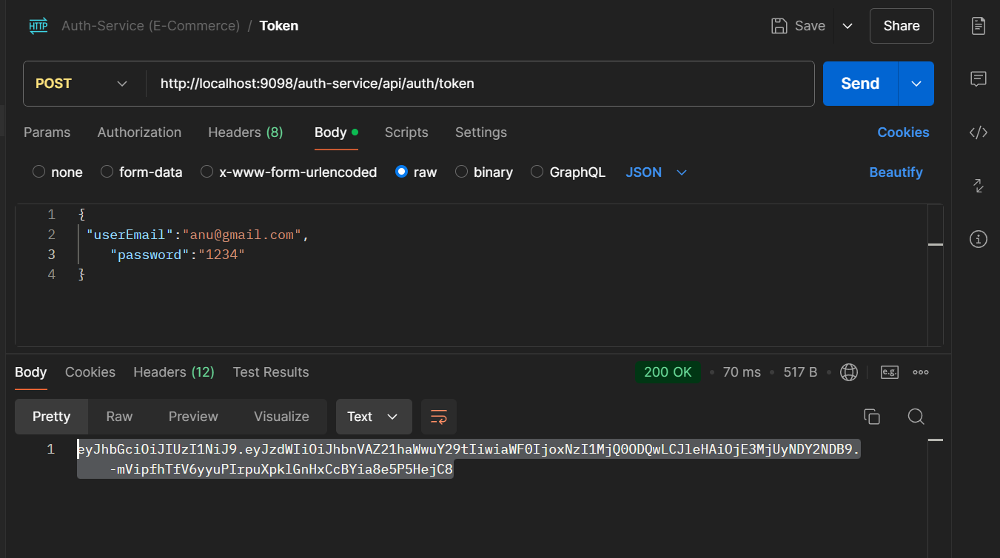 HTTP Auth-Service (E-Commerce) / Token Save Share
POST http://localhost:9098/auth-service/api/auth/token Send
Params Authorization Headers (8) Body Scripts Settings Cookies
none form-data x-www-form-urlencoded raw binary GraphQL JSON Beautify
1 {
2 "userEmail":"anu@gmail.com",
3 "password":"1234"
4 }
Body Cookies Headers (12) Test Results 200 OK • 70 ms • 517 B • e.g.
Pretty Raw Preview Visualize Text
1 eyJhbGciOiJIUzI1NiJ9.eyJzdWIiOiJhbnVAZ21haWwuY29tIiwiaWF0IjoxNzI1MjQ0ODQwLCJleHAiOjE3MjUyNDY2NDB9.
-mVipfhTfV6yyuPIrpuXpklGnHxCcBYia8e5P5HejC8